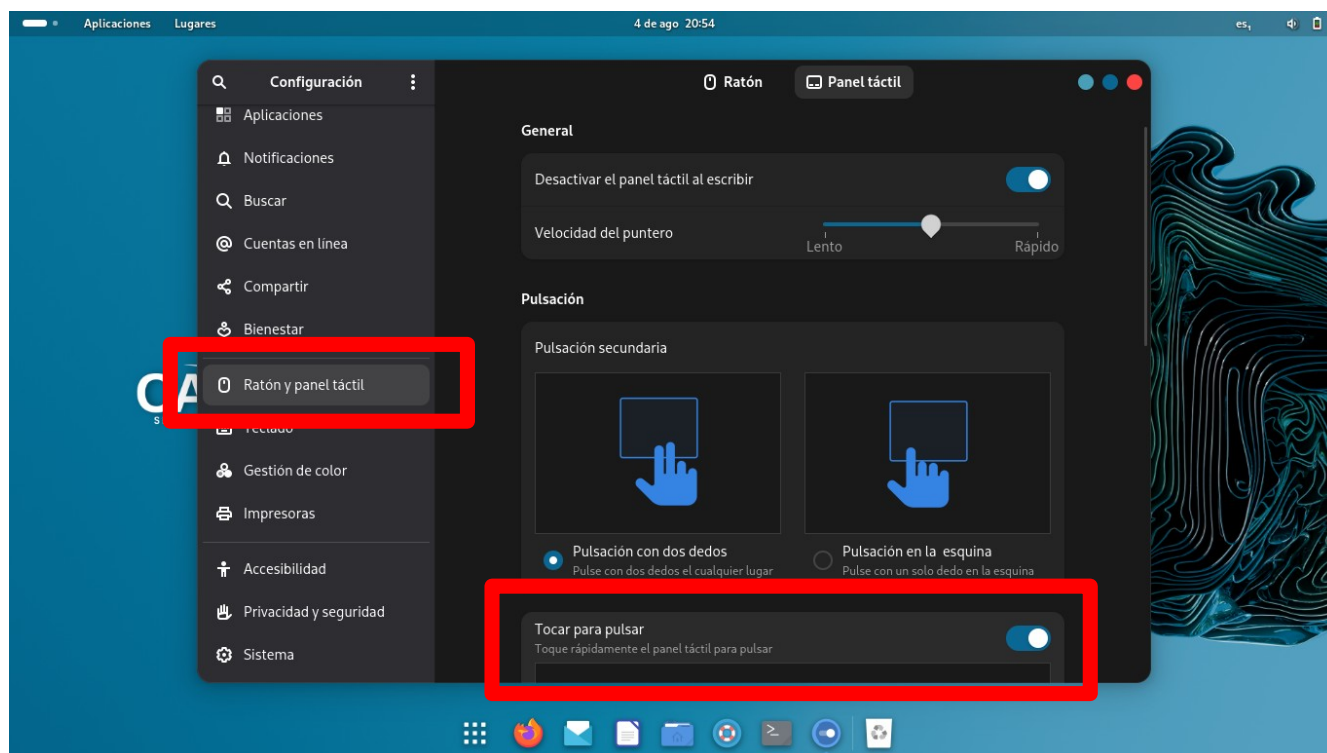 Aplicaciones Lugares 4 de ago 20:54 es₁
Configuración
Aplicaciones
Notificaciones
Buscar
Cuentas en línea
Compartir
Bienestar
Ratón y panel táctil
Teclado
Gestión de color
Impresoras
Accesibilidad
Privacidad y seguridad
Sistema
Ratón Panel táctil
General
Desactivar el panel táctil al escribir
Velocidad del puntero
Lento Rápido
Pulsación
Pulsación secundaria
Pulsación con dos dedos
Pulse con dos dedos el cualquier lugar
Pulsación en la esquina
Pulse con un solo dedo en la esquina
Tocar para pulsar
Toque rápidamente el panel táctil para pulsar